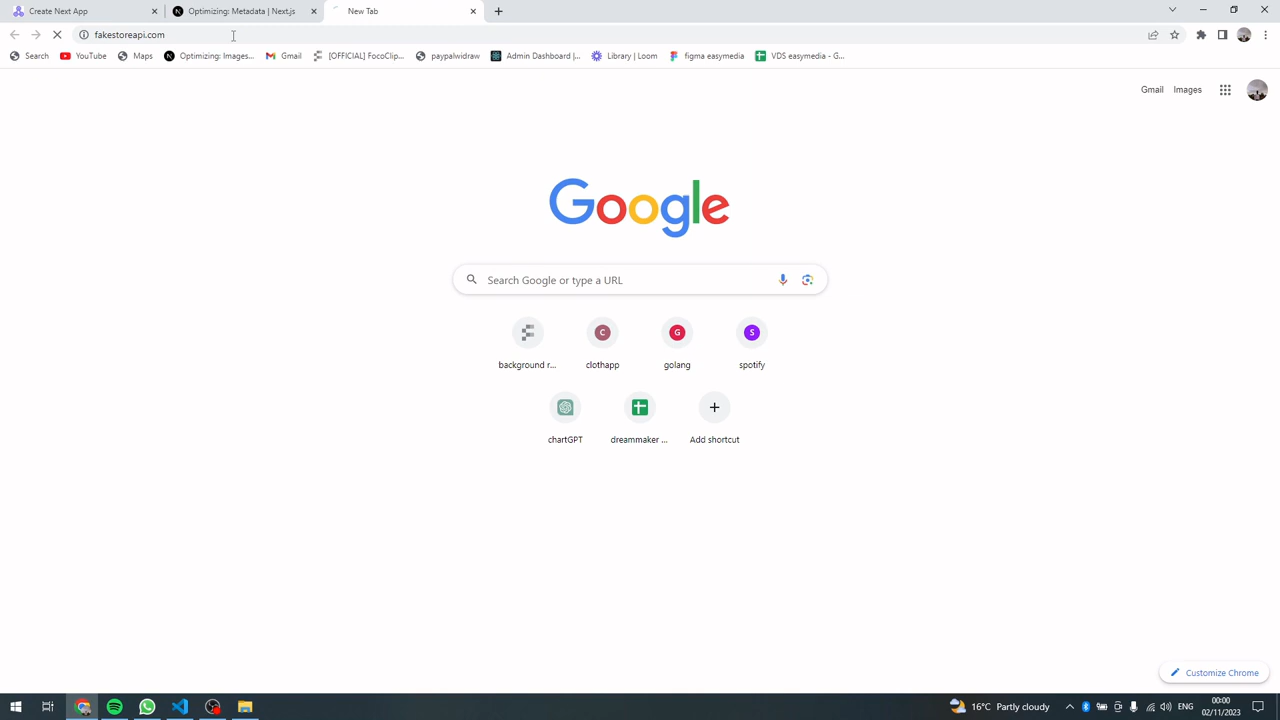 Create Next App
Optimizing: Metadata | Next.js
New Tab
fakestoreapi.com
Search
YouTube
Maps
Optimizing: Images...
Gmail
[OFFICIAL] FocoClip...
paypalwidraw
Admin Dashboard |...
Library | Loom
figma easymedia
VDS easymedia - G...
Gmail
Images
Google
Search Google or type a URL
C
G
S
background r...
clothapp
golang
spotify
chartGPT
dreammaker ...
Add shortcut
Customize Chrome
16°C Partly cloudy
ENG
00:00
02/11/2023